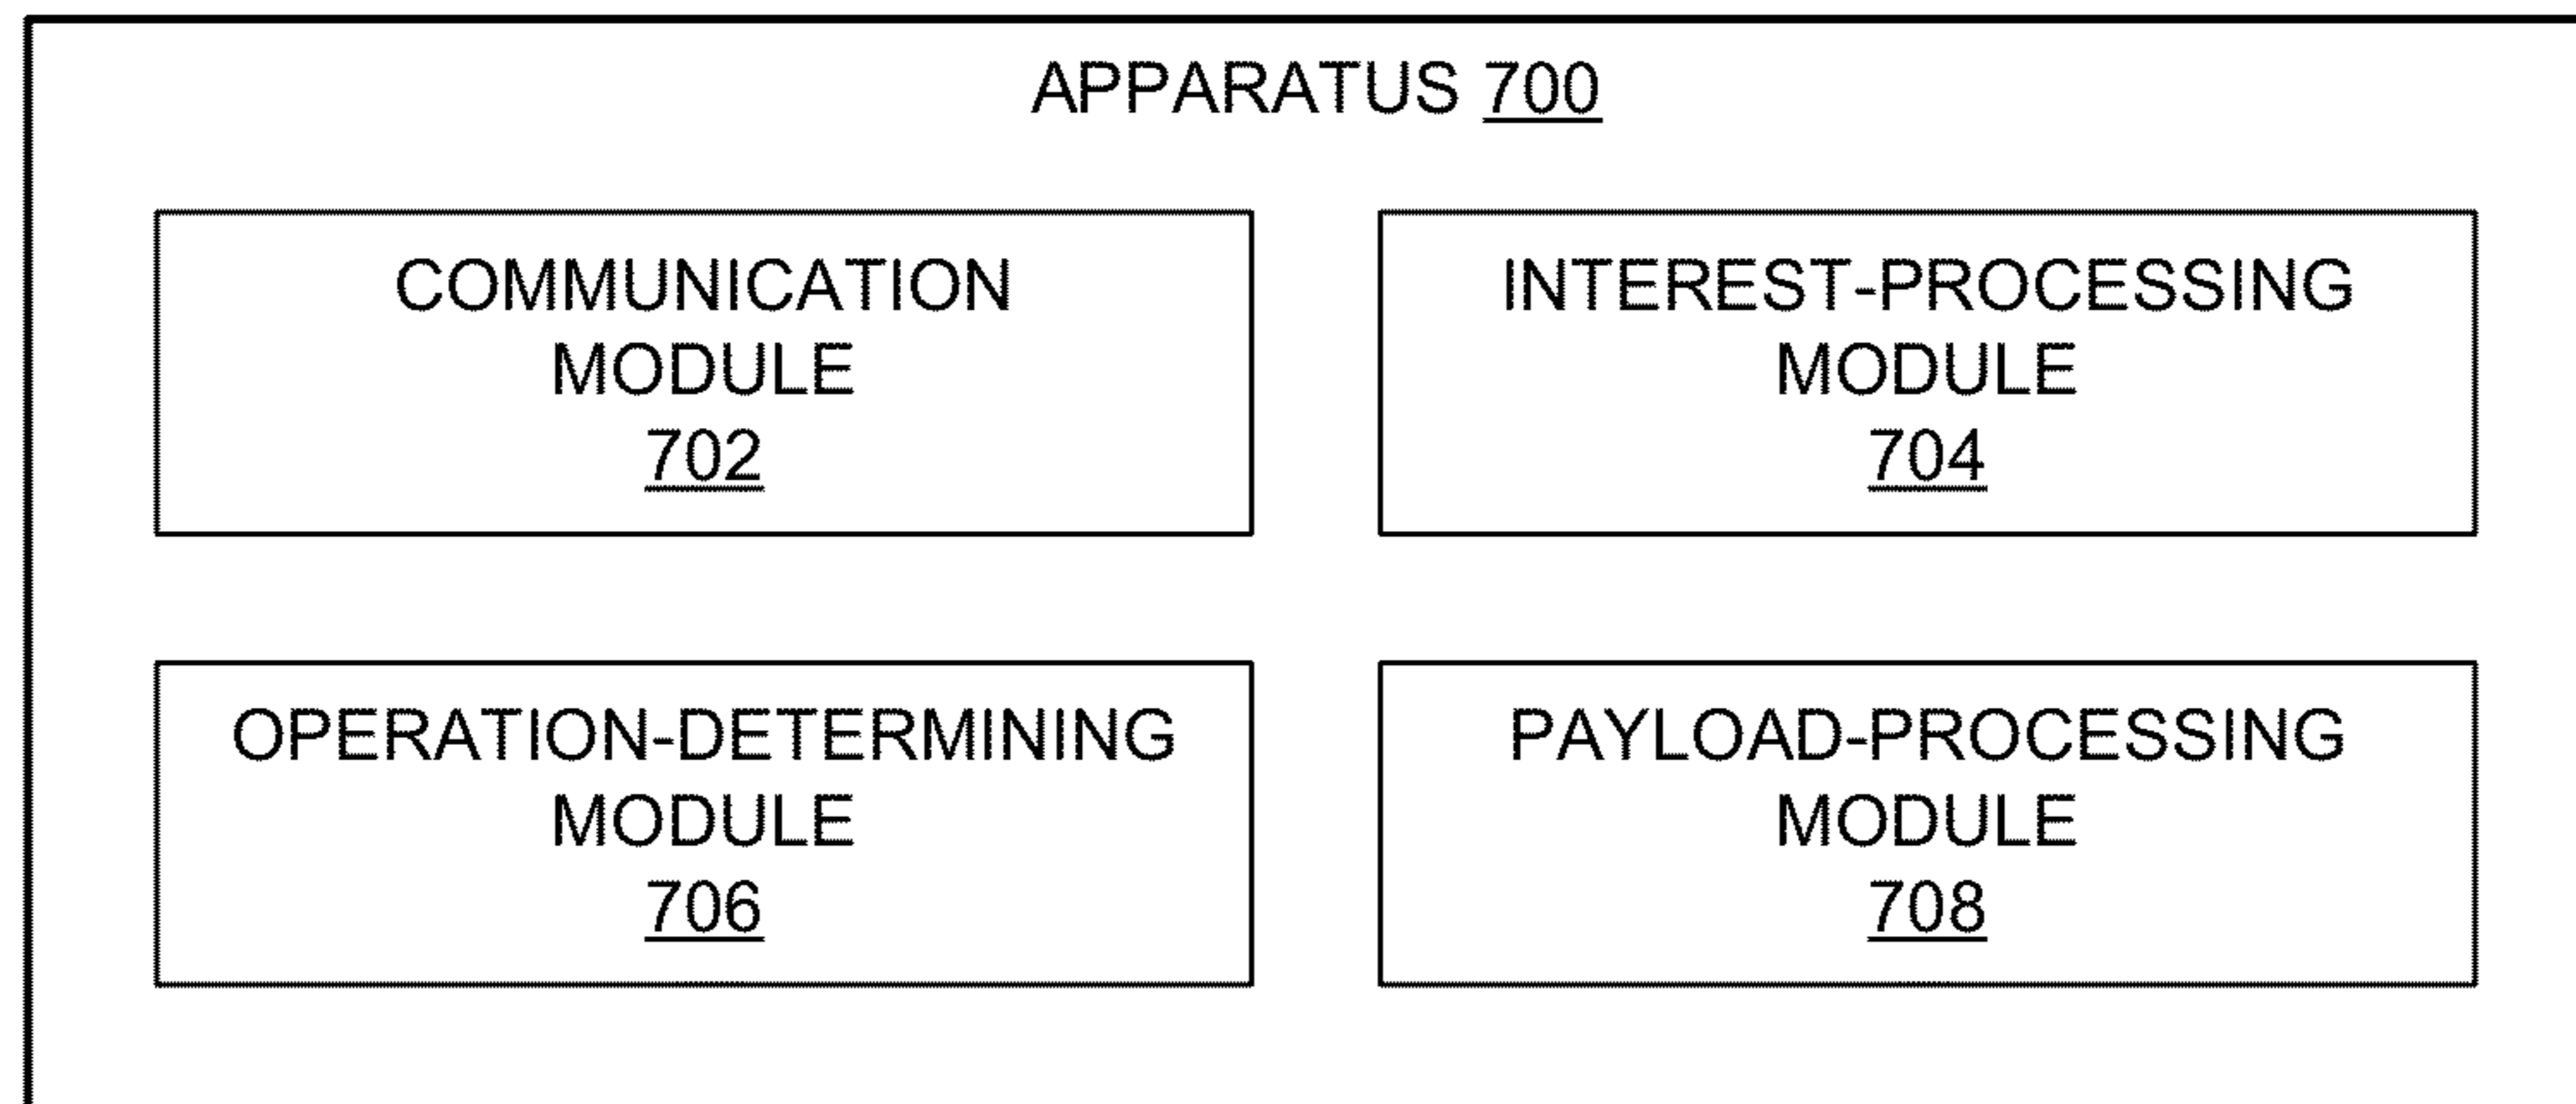 APPARATUS 700
COMMUNICATION
MODULE
702
INTEREST-PROCESSING
MODULE
704
OPERATION-DETERMINING
MODULE
706
PAYLOAD-PROCESSING
MODULE
708